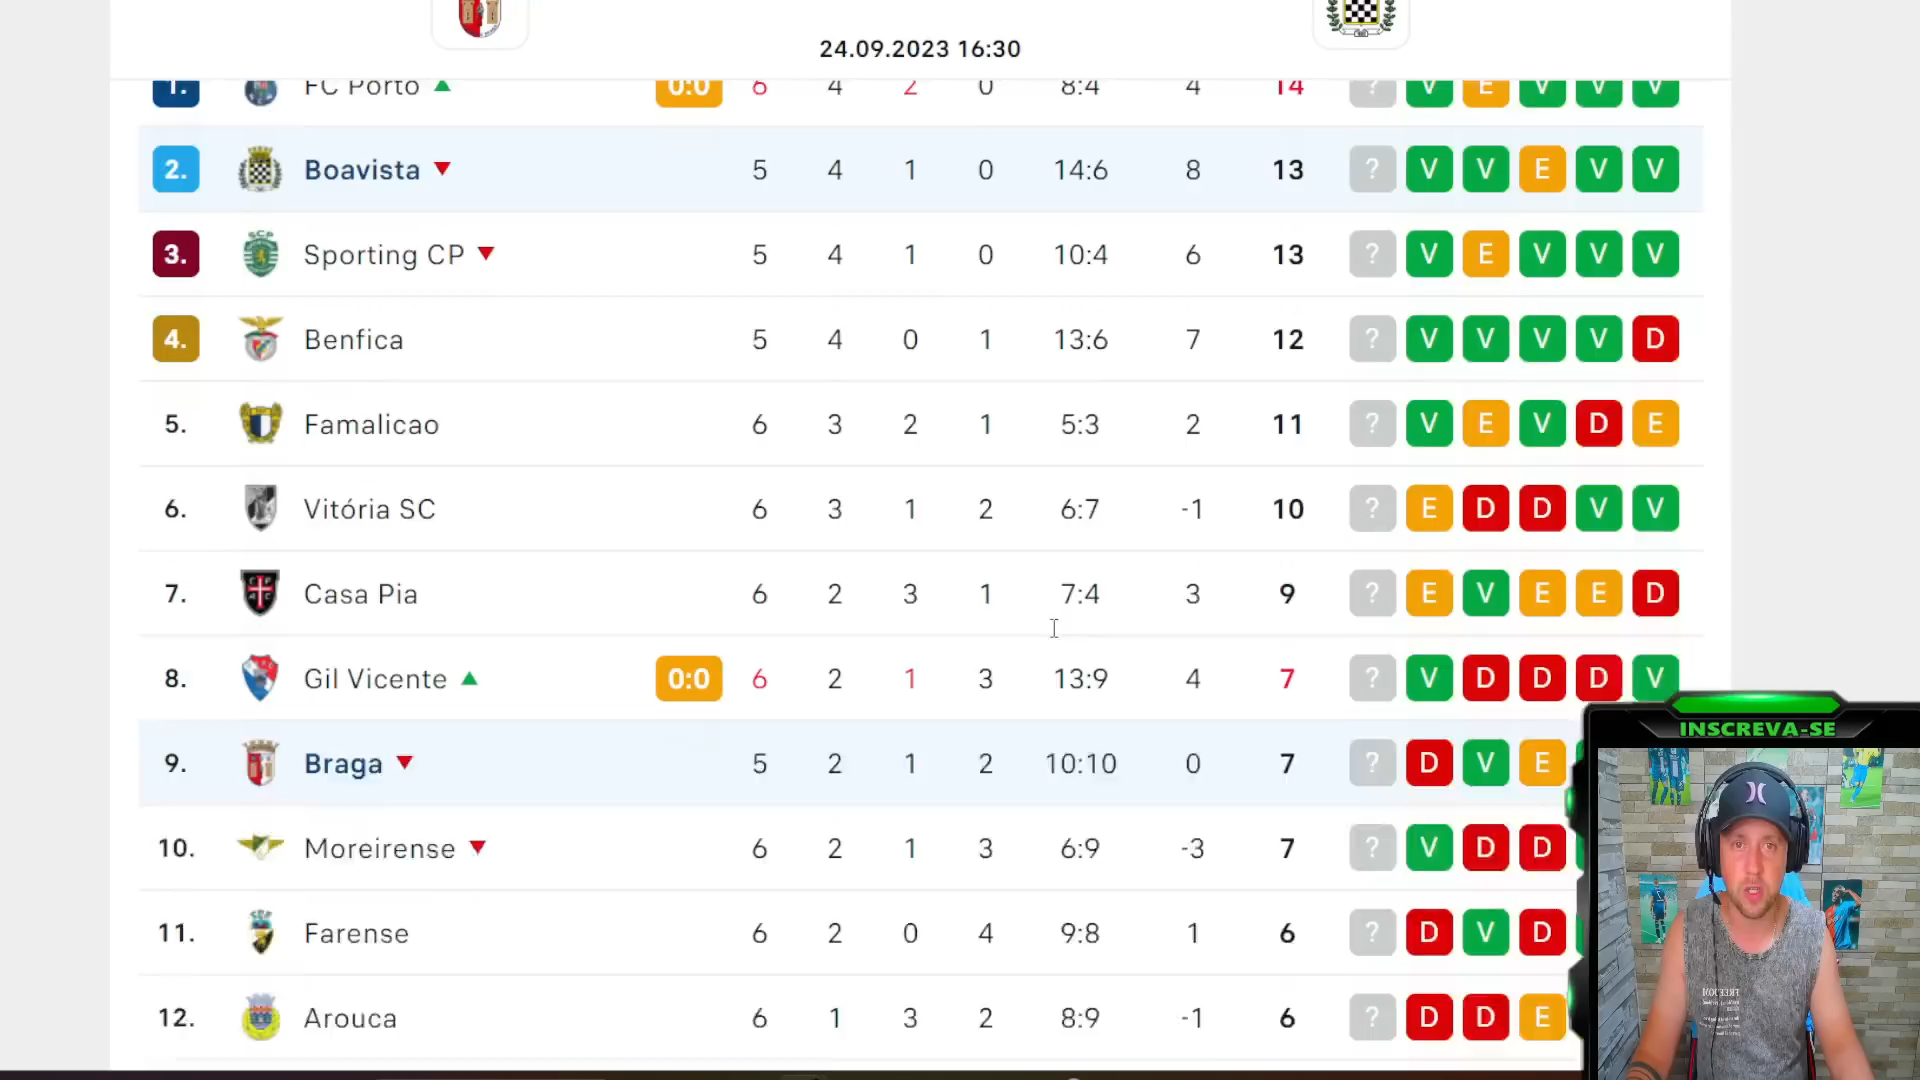 24.09.2023 16:30
1. FC Porto 0:0 6 4 2 0 8:4 4 14 ? V E V V V
2. Boavista 5 4 1 0 14:6 8 13 ? V V E V V
3. Sporting CP 5 4 1 0 10:4 6 13 ? V E V V V
4. Benfica 5 4 0 1 13:6 7 12 ? V V V V D
5. Famalicao 6 3 2 1 5:3 2 11 ? V E V D E
6. Vitória SC 6 3 1 2 6:7 -1 10 ? E D D V V
7. Casa Pia 6 2 3 1 7:4 3 9 ? E V E E D
8. Gil Vicente 0:0 6 2 1 3 13:9 4 7 ? V D D D V
9. Braga 5 2 1 2 10:10 0 7 ? D V E
10. Moreirense 6 2 1 3 6:9 -3 7 ? V D D
11. Farense 6 2 0 4 9:8 1 6 ? D V D
12. Arouca 6 1 3 2 8:9 -1 6 ? D D E
INSCREVA-SE